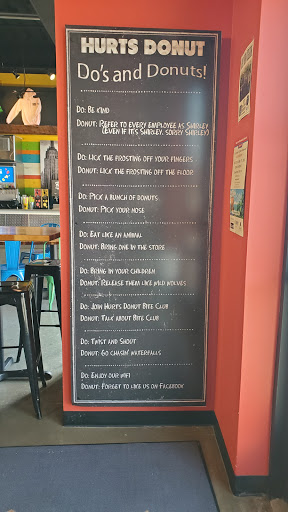 HURTS DONUT
Do's and Donuts!
Do: Be kind
Donut: Refer to every employee as Shirley
(even if it's Shirley. Sorry Shirley)
Do: Lick the frosting off your fingers
Donut: Lick the frosting off the floor
Do: Pick a bunch of donuts
Donut: Pick your nose
Do: Eat like an animal
Donut: Bring one in the store
Do: Bring in your children
Donut: Release them like wild wolves
Do: Join Hurts Donut Bite Club
Donut: Talk about Bite Club
Do: Twist and Shout
Donut: Go chasin' waterfalls
Do: Enjoy our wifi
Donut: Forget to like us on Facebook